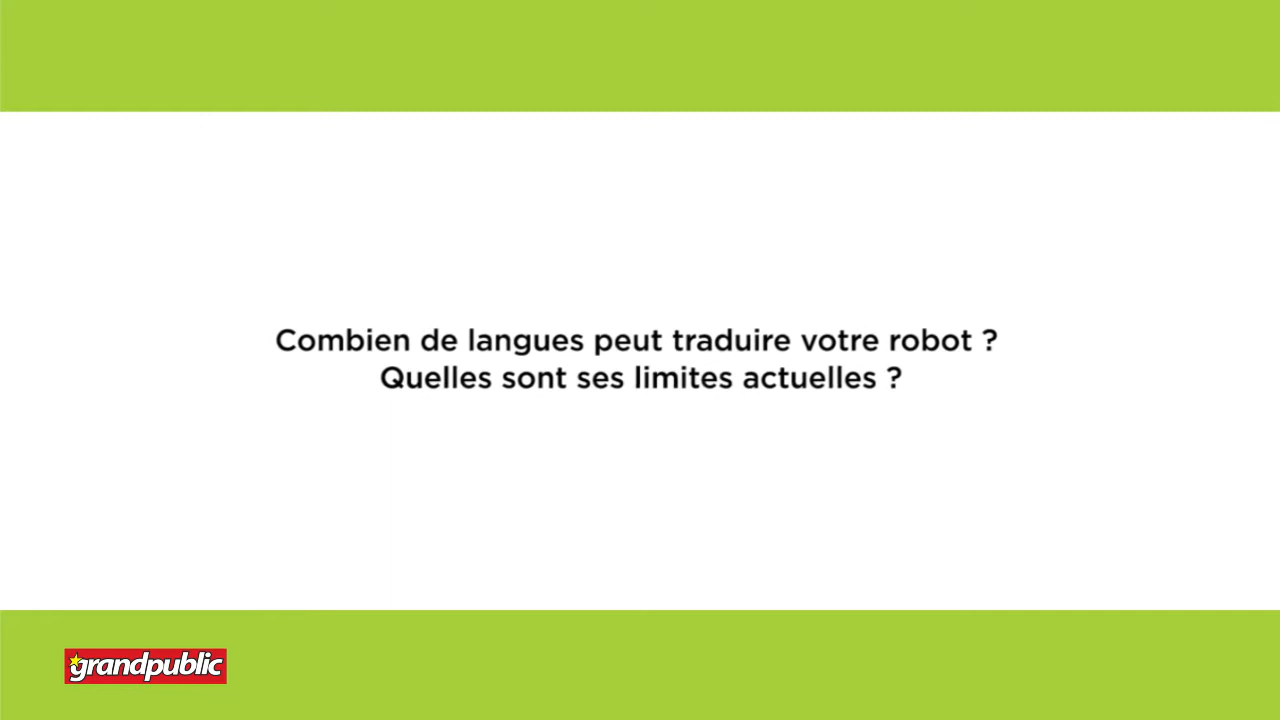 Combien de langues peut traduire votre robot ?
Quelles sont ses limites actuelles ?
grandpublic